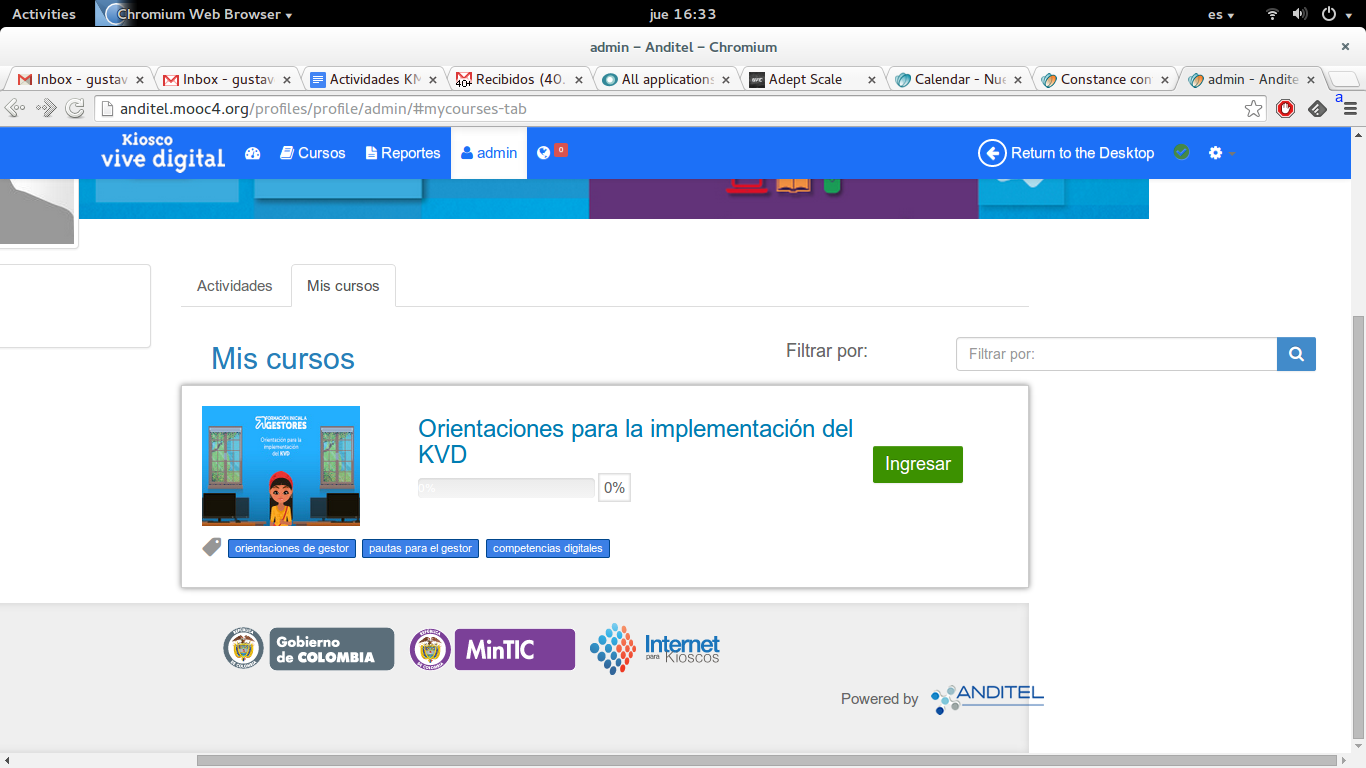 Activities
Chromium Web Browser
jue 16:33
es
admin - Anditel - Chromium
Inbox - gustav
Inbox - gustav
Actividades KN
40+
Recibidos (40.
All applications
Adept Scale
Calendar - Nue
Constance con
admin - Andite
anditel.mooc4.org/profiles/profile/admin/#mycourses-tab
a
Kiosco
vive digital
Cursos
Reportes
admin
0
Return to the Desktop
Actividades
Mis cursos
Mis cursos
Filtrar por:
Filtrar por:
FORMACIÓN INICIAL A
GESTORES
Orientación para la
implementación
del KVD
Orientaciones para la implementación del
KVD
0%
0%
Ingresar
orientaciones de gestor
pautas para el gestor
competencias digitales
Gobierno
de COLOMBIA
MinTIC
Internet
para Kioscos
Powered by
ANDITEL